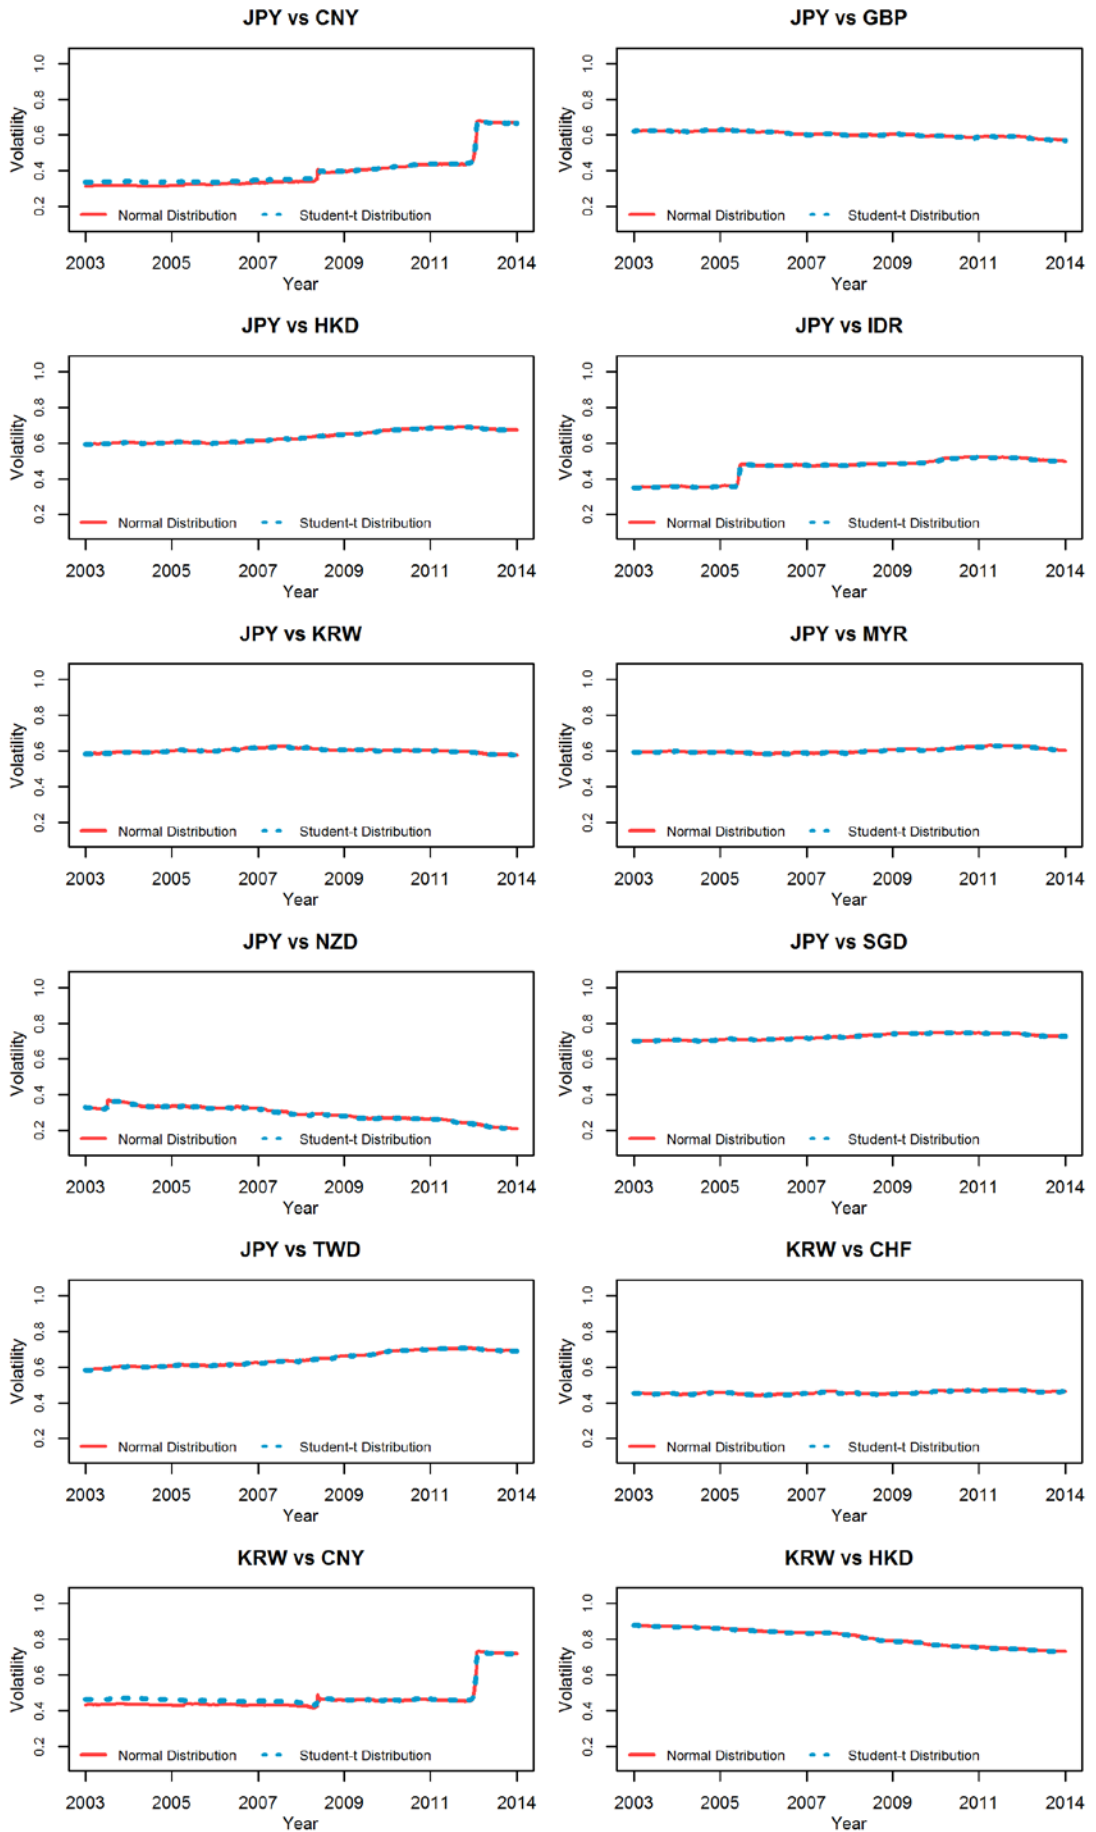 JPY vs CNY
Volatility
1.0
0.8
0.6
0.4
0.2
Normal Distribution Student-t Distribution
2003 2005 2007 2009 2011 2014
Year
JPY vs GBP
Volatility
1.0
0.8
0.6
0.4
0.2
Normal Distribution Student-t Distribution
2003 2005 2007 2009 2011 2014
Year
JPY vs HKD
Volatility
1.0
0.8
0.6
0.4
0.2
Normal Distribution Student-t Distribution
2003 2005 2007 2009 2011 2014
Year
JPY vs IDR
Volatility
1.0
0.8
0.6
0.4
0.2
Normal Distribution Student-t Distribution
2003 2005 2007 2009 2011 2014
Year
JPY vs KRW
Volatility
1.0
0.8
0.6
0.4
0.2
Normal Distribution Student-t Distribution
2003 2005 2007 2009 2011 2014
Year
JPY vs MYR
Volatility
1.0
0.8
0.6
0.4
0.2
Normal Distribution Student-t Distribution
2003 2005 2007 2009 2011 2014
Year
JPY vs NZD
Volatility
1.0
0.8
0.6
0.4
0.2
Normal Distribution Student-t Distribution
2003 2005 2007 2009 2011 2014
Year
JPY vs SGD
Volatility
1.0
0.8
0.6
0.4
0.2
Normal Distribution Student-t Distribution
2003 2005 2007 2009 2011 2014
Year
JPY vs TWD
Volatility
1.0
0.8
0.6
0.4
0.2
Normal Distribution Student-t Distribution
2003 2005 2007 2009 2011 2014
Year
KRW vs CHF
Volatility
1.0
0.8
0.6
0.4
0.2
Normal Distribution Student-t Distribution
2003 2005 2007 2009 2011 2014
Year
KRW vs CNY
Volatility
1.0
0.8
0.6
0.4
0.2
Normal Distribution Student-t Distribution
2003 2005 2007 2009 2011 2014
Year
KRW vs HKD
Volatility
1.0
0.8
0.6
0.4
0.2
Normal Distribution Student-t Distribution
2003 2005 2007 2009 2011 2014
Year